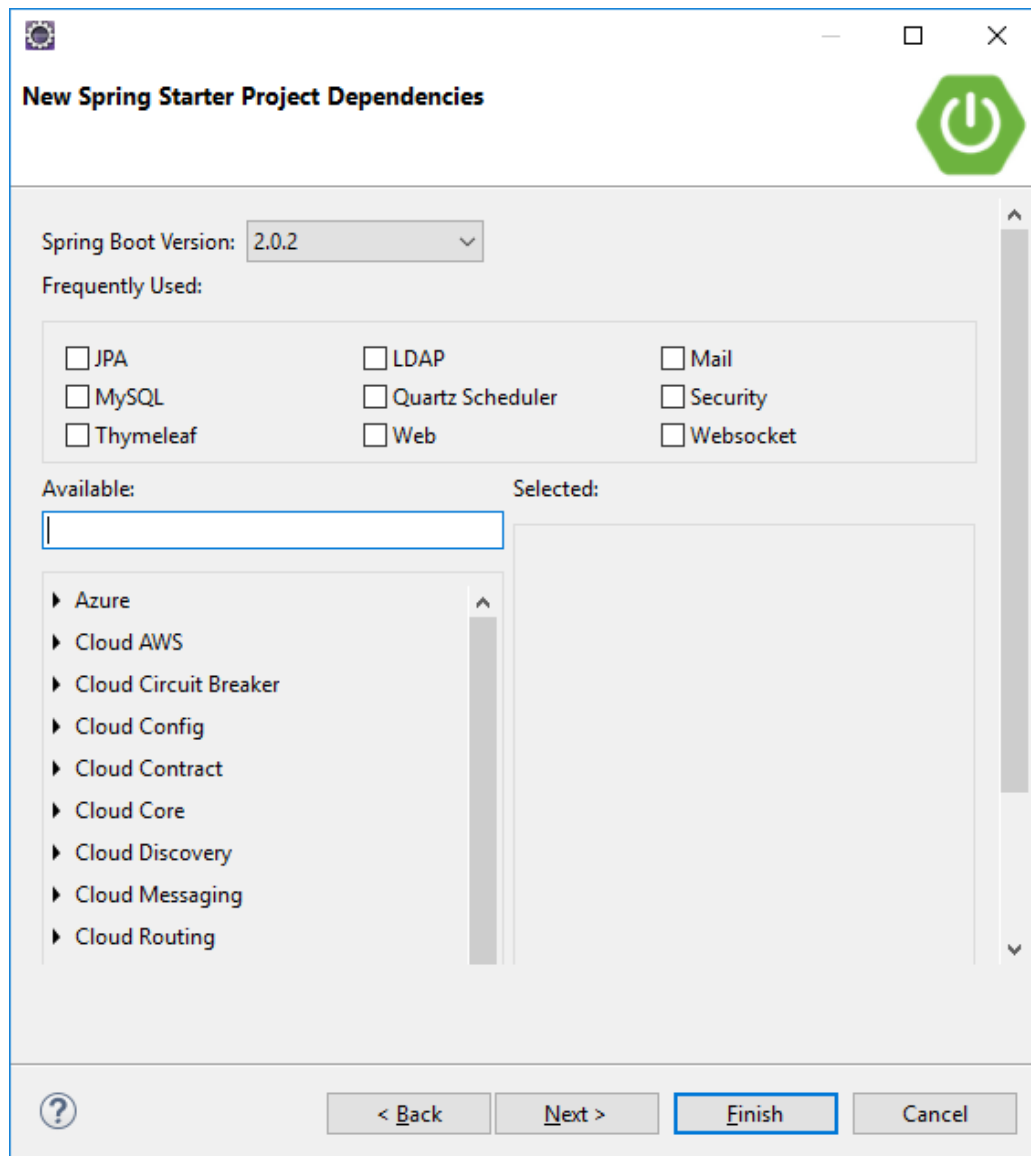 New Spring Starter Project Dependencies
Spring Boot Version: 2.0.2
Frequently Used:
JPA LDAP Mail
MySQL Quartz Scheduler Security
Thymeleaf Web Websocket
Available: Selected:
Azure
Cloud AWS
Cloud Circuit Breaker
Cloud Config
Cloud Contract
Cloud Core
Cloud Discovery
Cloud Messaging
Cloud Routing
? < Back Next > Finish Cancel